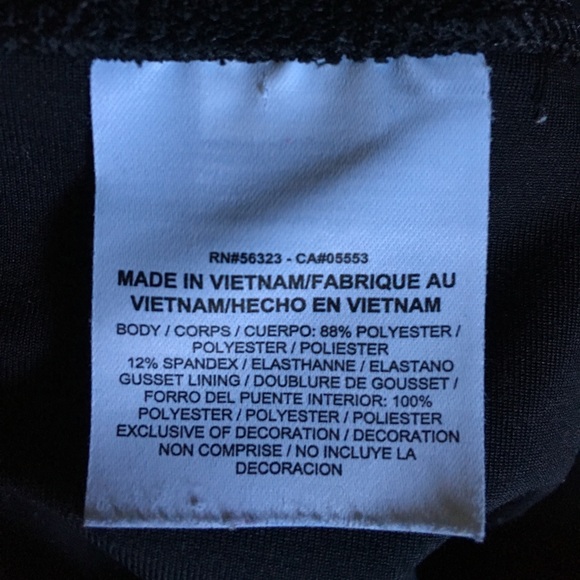 RN#56323 - CA#05553
MADE IN VIETNAM/FABRIQUE AU
VIETNAM/HECHO EN VIETNAM
BODY / CORPS / CUERPO: 88% POLYESTER /
POLYESTER / POLIESTER
12% SPANDEX / ELASTHANNE / ELASTANO
GUSSET LINING / DOUBLURE DE GOUSSET /
FORRO DEL PUENTE INTERIOR: 100%
POLYESTER / POLYESTER / POLIESTER
EXCLUSIVE OF DECORATION / DECORATION
NON COMPRISE / NO INCLUYE LA
DECORACION